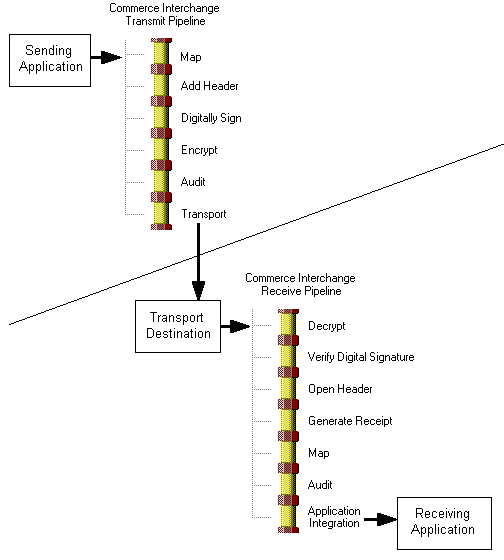 Commerce Interchange
Transmit Pipeline
Sending
Application
Map
Add Header
Digitally Sign
Encrypt
Audit
Transport
Commerce Interchange
Receive Pipeline
Transport
Destination
Decrypt
Verify Digital Signature
Open Header
Generate Receipt
Map
Audit
Application
Integration
Receiving
Application